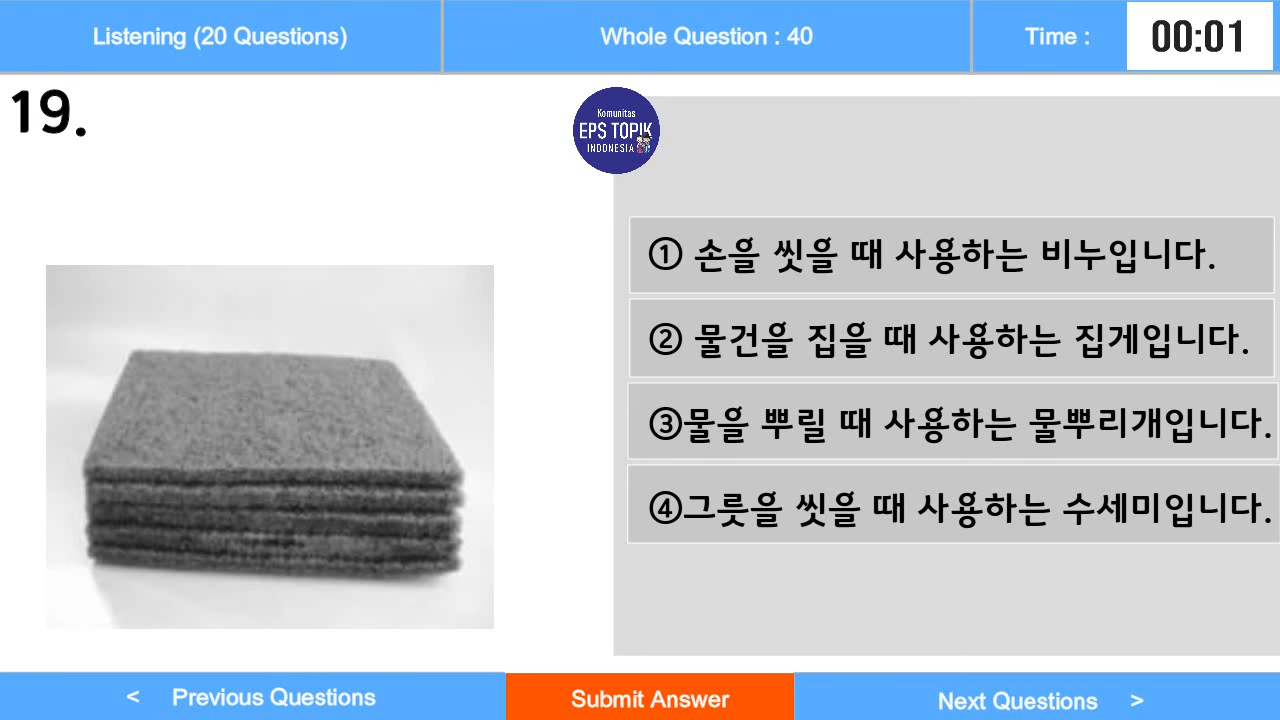 Listening (20 Questions)
Whole Question : 40
Time :
00:01
19.
Komunitas
EPS TOPIK
INDONESIA
① 손을 씻을 때 사용하는 비누입니다.
② 물건을 집을 때 사용하는 집게입니다.
③물을 뿌릴 때 사용하는 물뿌리개입니다.
④그릇을 씻을 때 사용하는 수세미입니다.
< Previous Questions
Submit Answer
Next Questions >